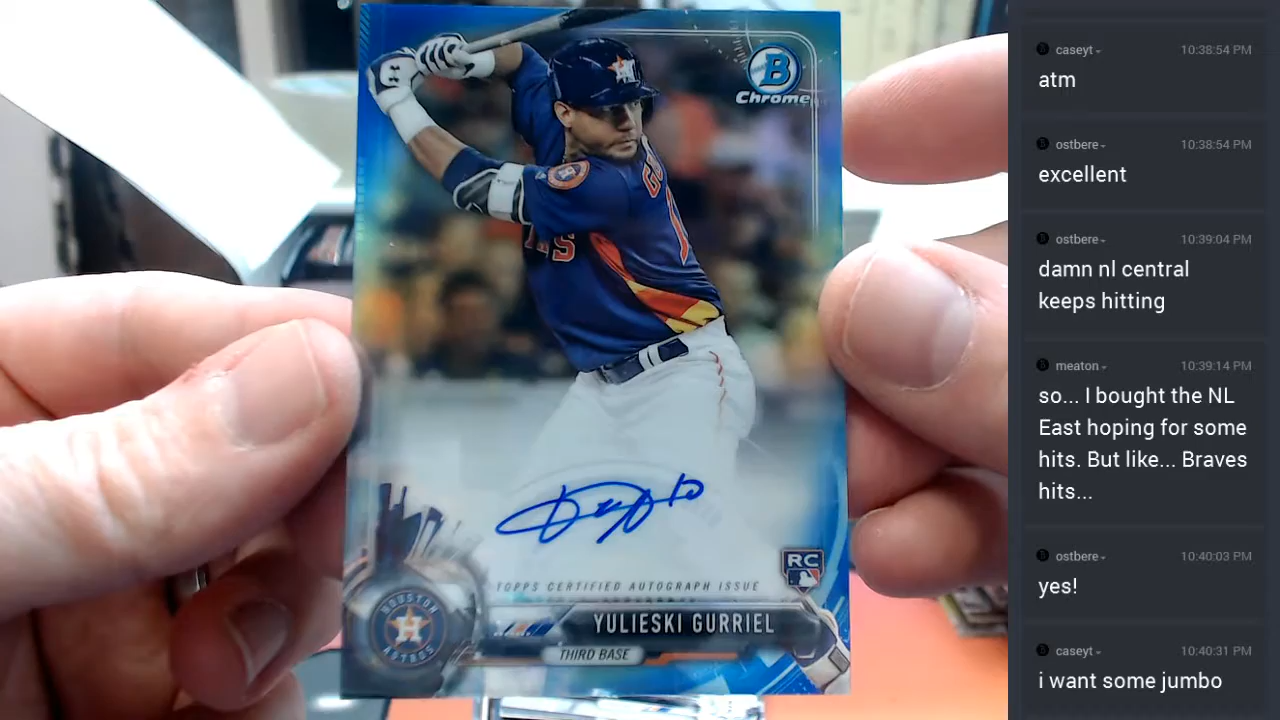 B
Chrome
TOPPS CERTIFIED AUTOGRAPH ISSUE
RC
YULIESKI GURRIEL
THIRD BASE
HOUSTON
H
ASTROS
caseyt
10:38:54 PM
atm
ostbere
10:38:54 PM
excellent
ostbere
10:39:04 PM
damn nl central
keeps hitting
meaton
10:39:14 PM
so... I bought the NL
East hoping for some
hits. But like... Braves
hits...
ostbere
10:40:03 PM
yes!
caseyt
10:40:31 PM
i want some jumbo